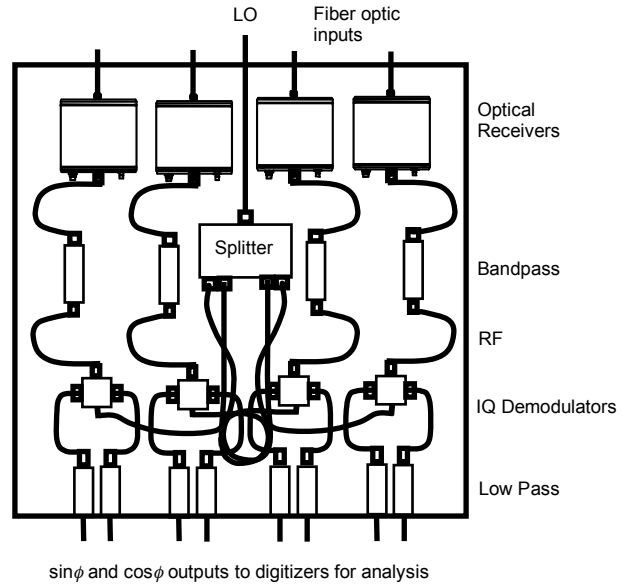 LO
Fiber optic
inputs
Optical
Receivers
Splitter
Bandpass
RF
IQ Demodulators
Low Pass
sinϕ and cosϕ outputs to digitizers for analysis